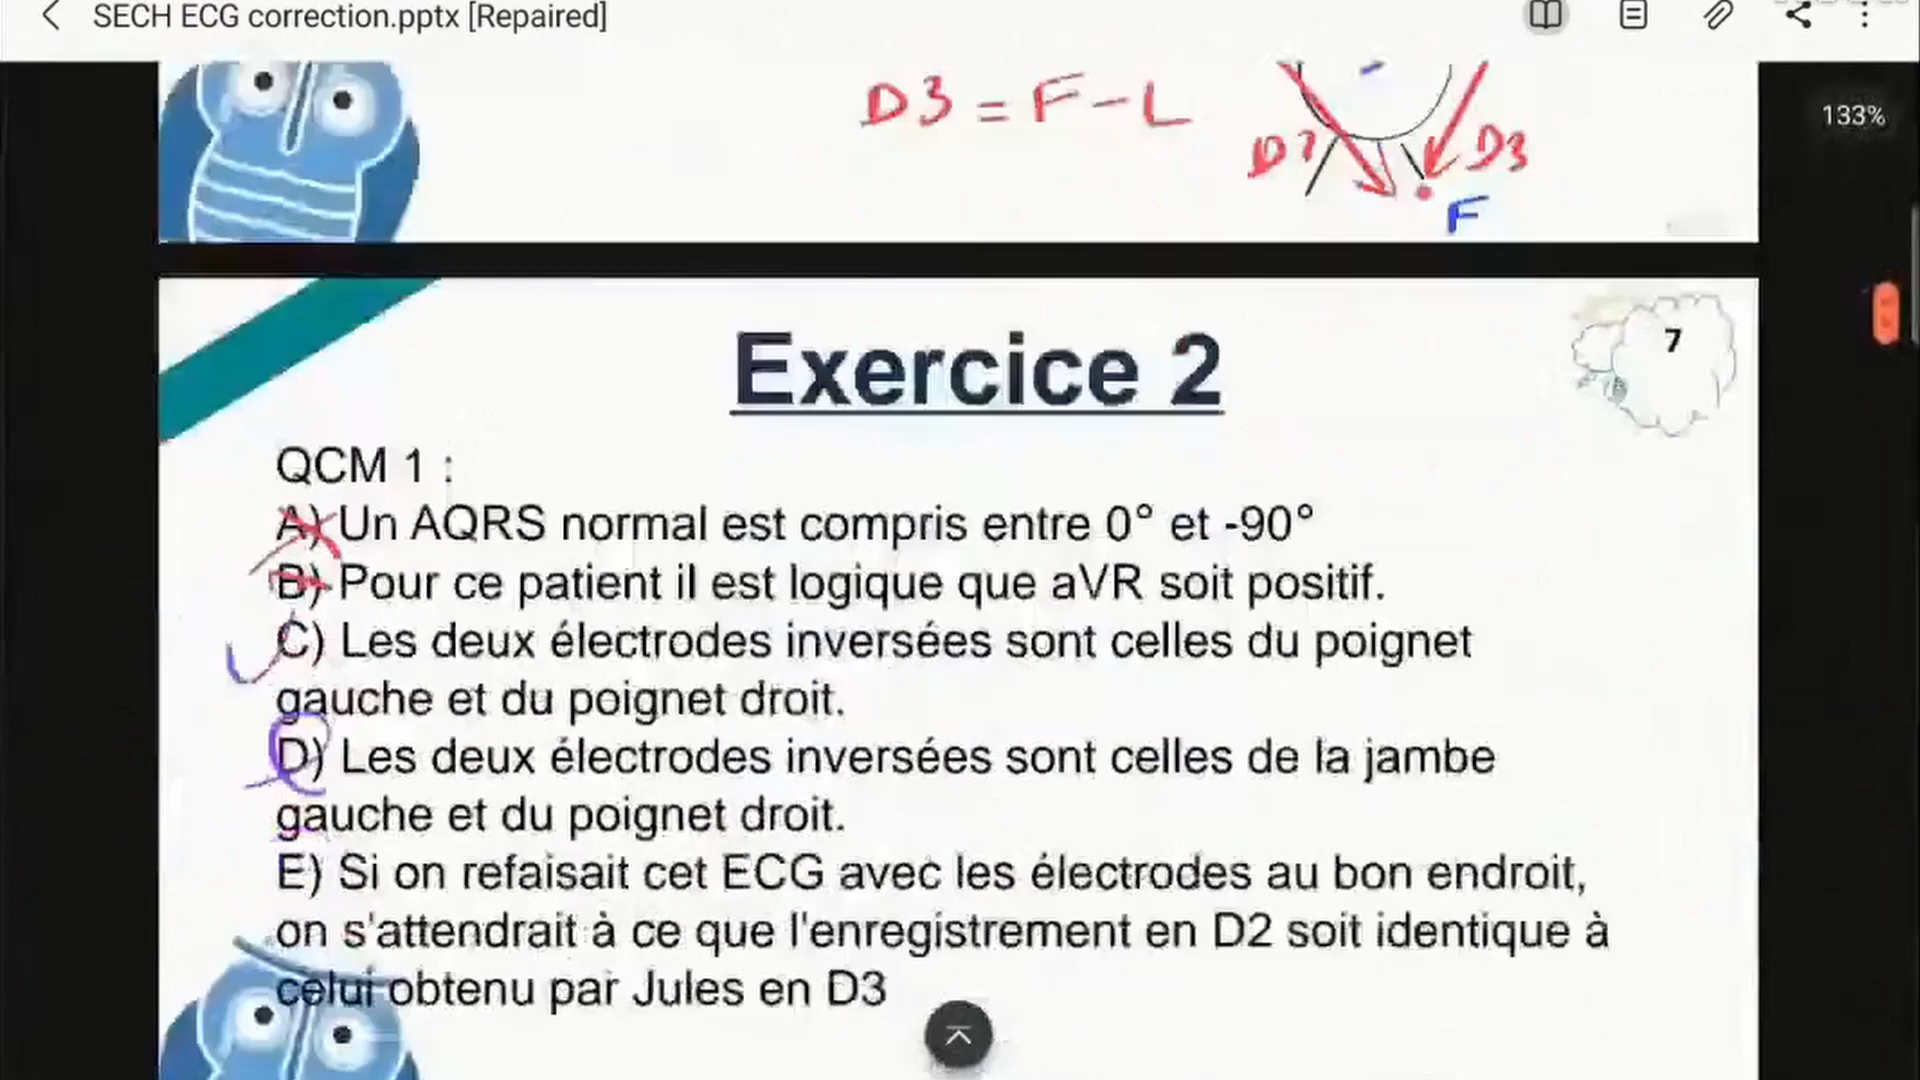 SECH ECG correction.pptx [Repaired]
133%
D3 = F - L
D2
D3
F
Exercice 2
7
QCM 1 :
A) Un AQRS normal est compris entre 0° et -90°
B) Pour ce patient il est logique que aVR soit positif.
C) Les deux électrodes inversées sont celles du poignet
gauche et du poignet droit.
D) Les deux électrodes inversées sont celles de la jambe
gauche et du poignet droit.
E) Si on refaisait cet ECG avec les électrodes au bon endroit,
on s'attendrait à ce que l'enregistrement en D2 soit identique à
celui obtenu par Jules en D3